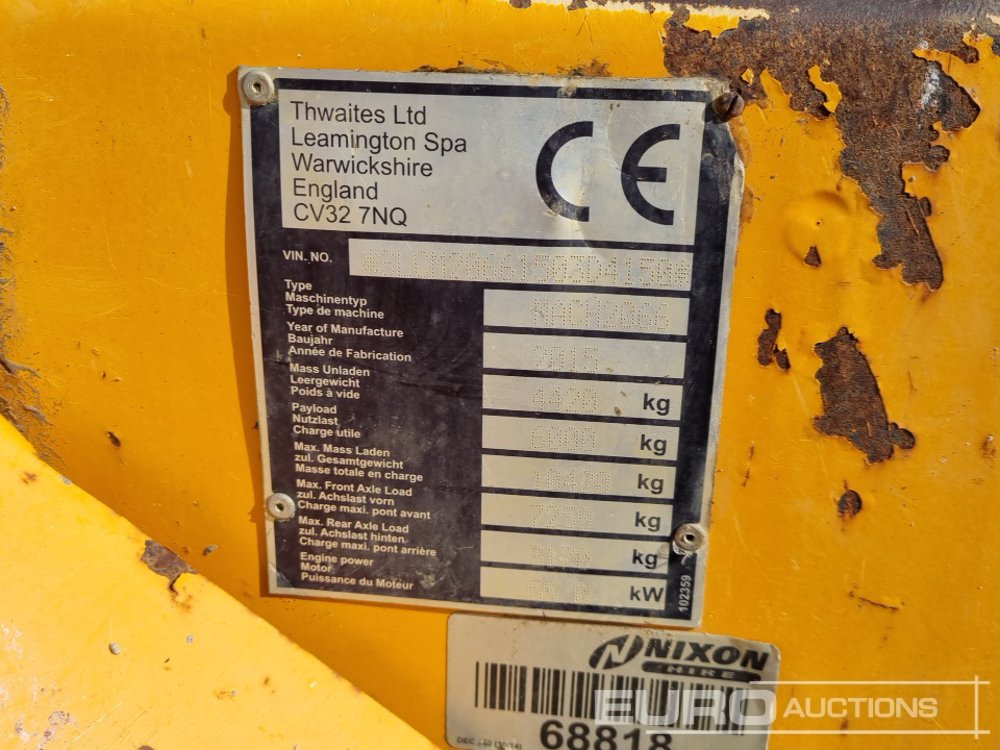 Thwaites Ltd
Leamington Spa
Warwickshire
England
CV32 7NQ
CE
VIN. NO.
Type
Maschinentyp
Type de machine
MACH2066
Year of Manufacture
Baujahr
Année de Fabrication
2015
Mass Unladen
Leergewicht
Poids à vide
4420 kg
Payload
Nutzlast
Charge utile
6000 kg
Max. Mass Laden
zul. Gesamtgewicht
Masse totale en charge
kg
Max. Front Axle Load
zul. Achslast vorn
Charge maxi. pont avant
7200 kg
Max. Rear Axle Load
zul. Achslast hinten
Charge maxi. pont arrière
kg
Engine power
Motor
Puissance du Moteur
kW
102359
NIXON
HIRE
68818
EURO AUCTIONS